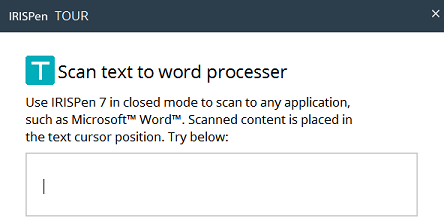 IRISPen TOUR ×
T Scan text to word processer
Use IRISPen 7 in closed mode to scan to any application,
such as Microsoft™ Word™. Scanned content is placed in
the text cursor position. Try below: